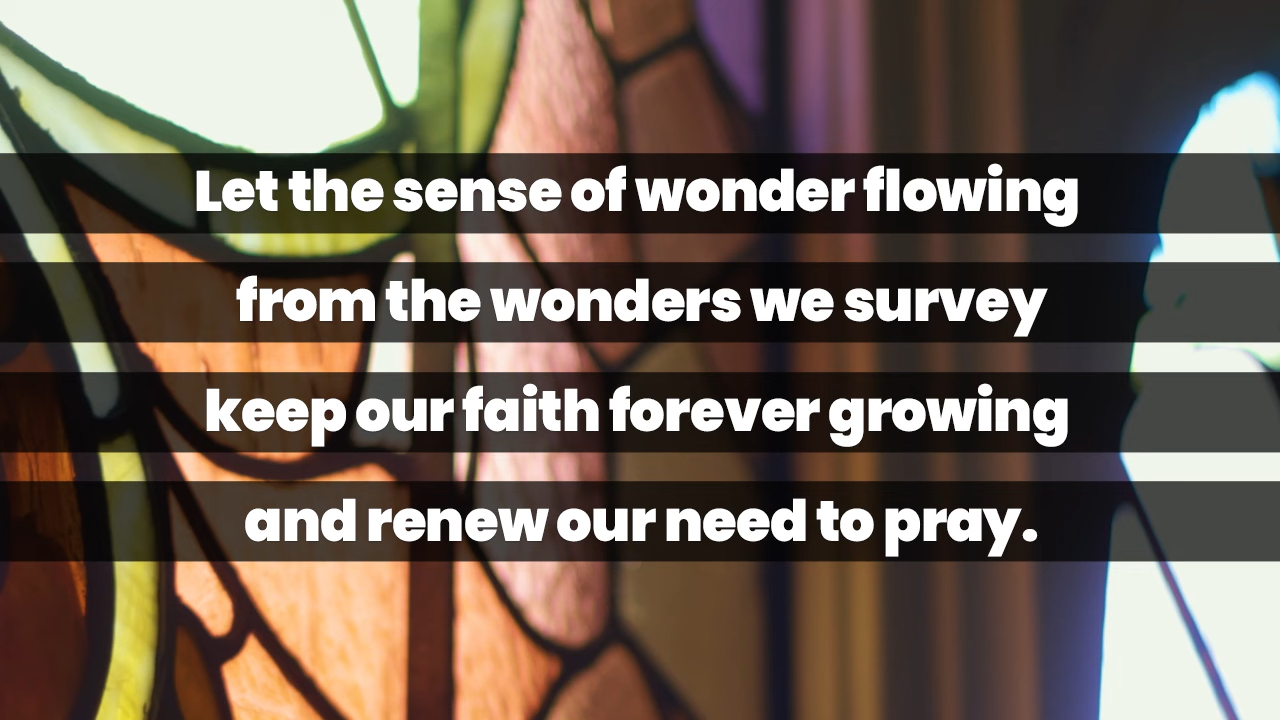 Let the sense of wonder flowing
from the wonders we survey
keep our faith forever growing
and renew our need to pray.